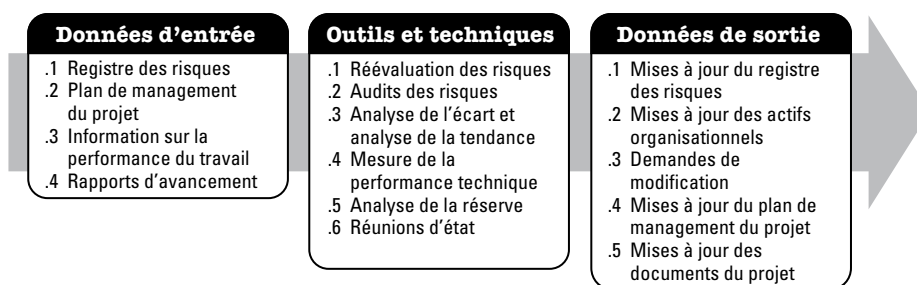 Données d'entrée
.1 Registre des risques
.2 Plan de management
du projet
.3 Information sur la
performance du travail
.4 Rapports d'avancement
Outils et techniques
.1 Réévaluation des risques
.2 Audits des risques
.3 Analyse de l'écart et
analyse de la tendance
.4 Mesure de la
performance technique
.5 Analyse de la réserve
.6 Réunions d'état
Données de sortie
.1 Mises à jour du registre
des risques
.2 Mises à jour des actifs
organisationnels
.3 Demandes de
modification
.4 Mises à jour du plan de
management du projet
.5 Mises à jour des
documents du projet